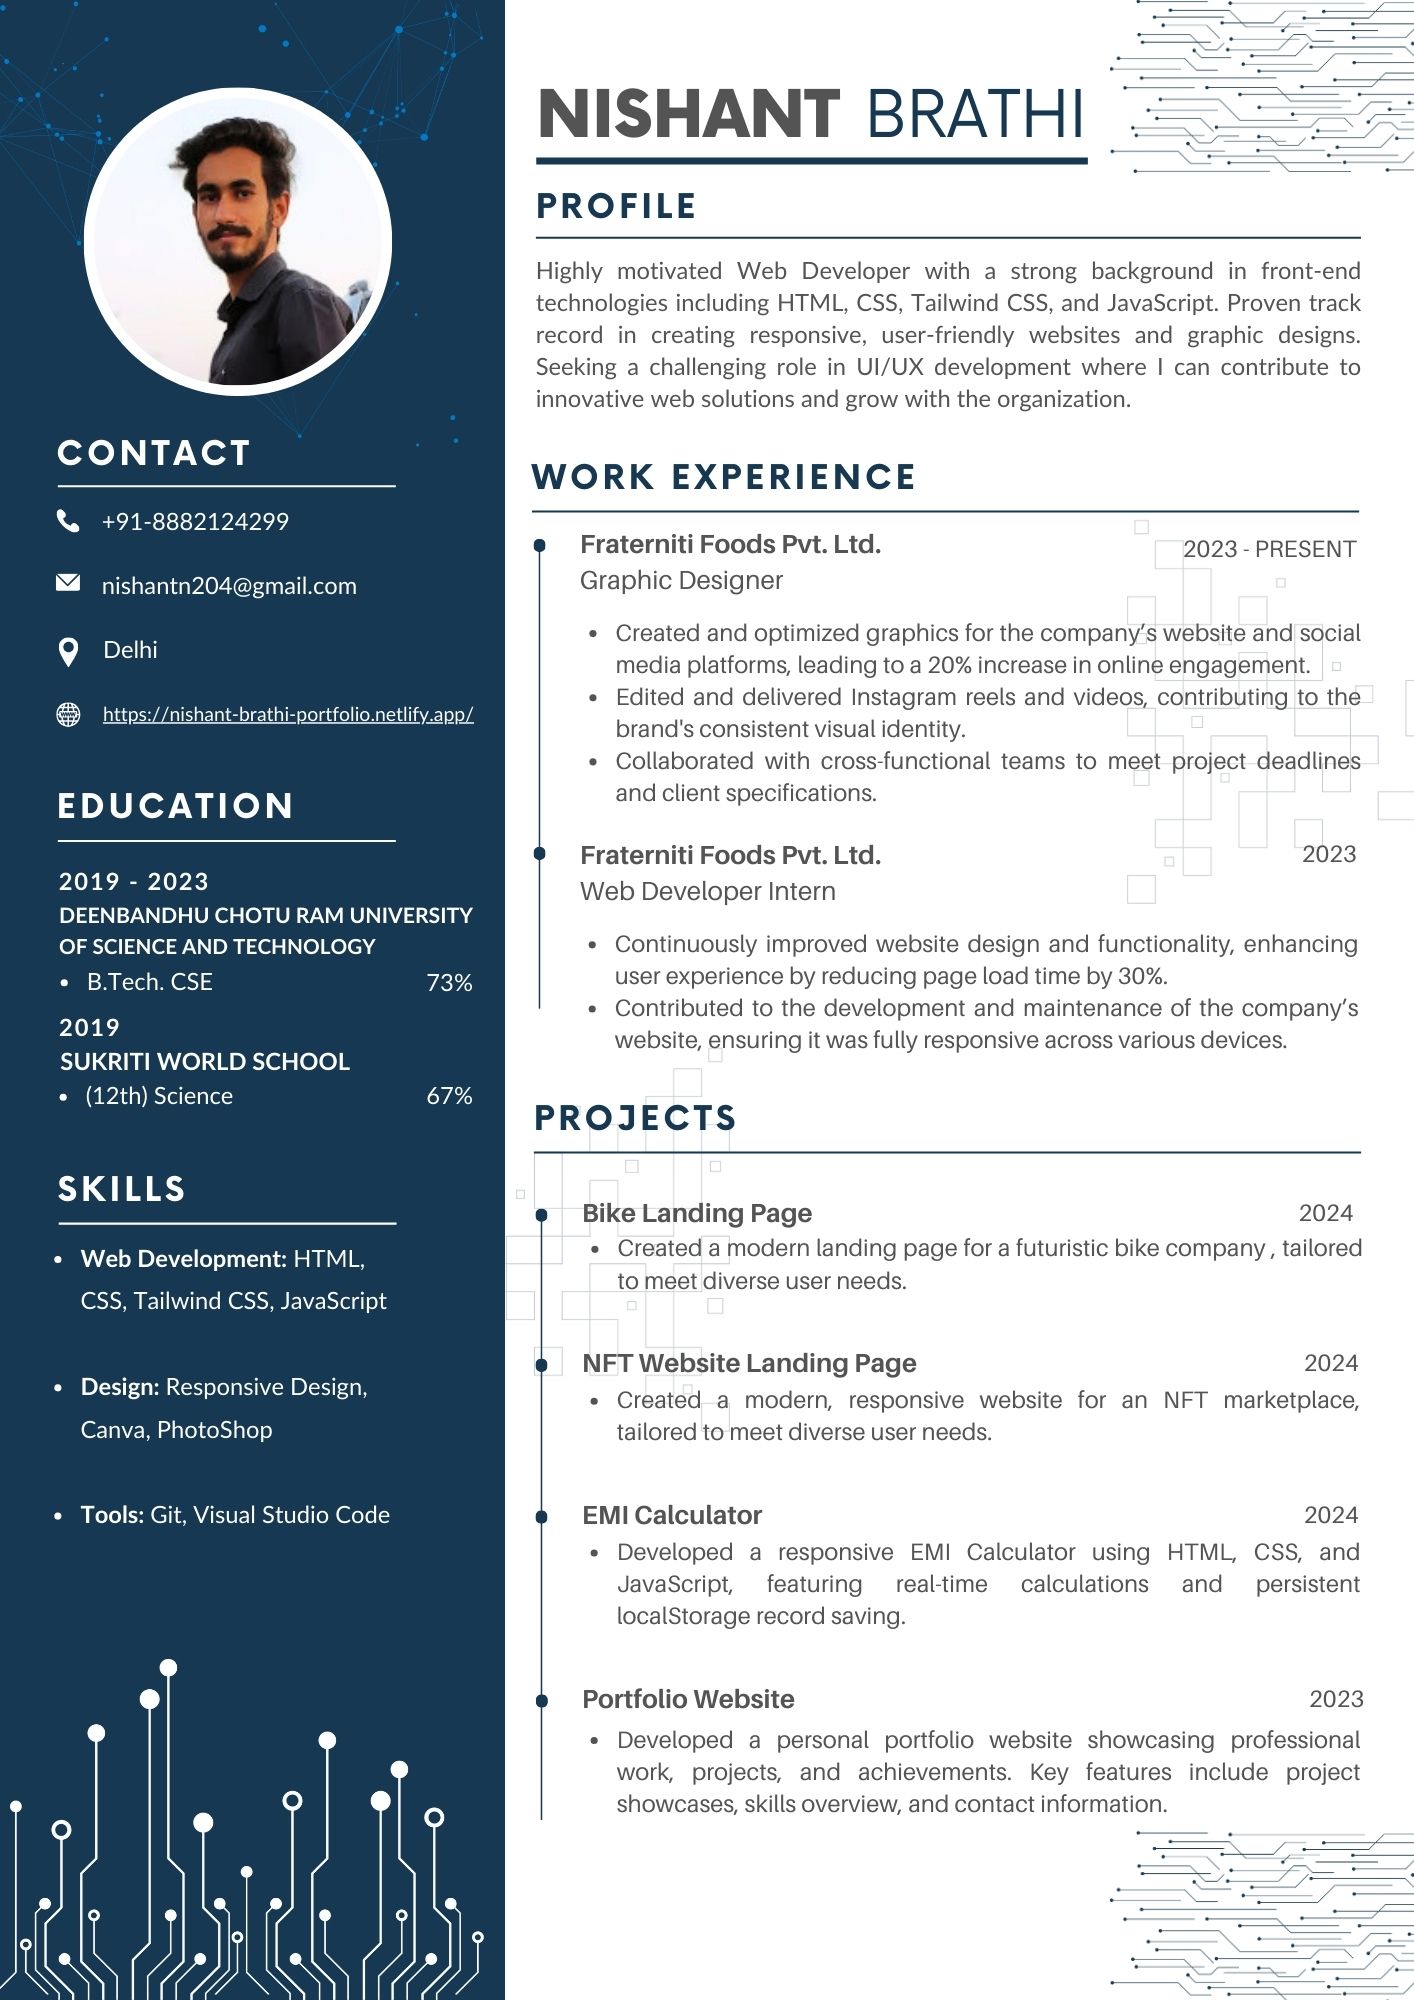 NISHANT BRATHI
CONTACT
+91-8882124299
nishantn204@gmail.com
Delhi
https://nishant-brathi-portfolio.netlify.app/
EDUCATION
2019 - 2023
DEENBANDHU CHOTU RAM UNIVERSITY
OF SCIENCE AND TECHNOLOGY
• B.Tech. CSE 73%
2019
SUKRITI WORLD SCHOOL
• (12th) Science 67%
SKILLS
• Web Development: HTML,
CSS, Tailwind CSS, JavaScript
• Design: Responsive Design,
Canva, PhotoShop
• Tools: Git, Visual Studio Code
PROFILE
Highly motivated Web Developer with a strong background in front-end
technologies including HTML, CSS, Tailwind CSS, and JavaScript. Proven track
record in creating responsive, user-friendly websites and graphic designs.
Seeking a challenging role in UI/UX development where I can contribute to
innovative web solutions and grow with the organization.
WORK EXPERIENCE
Fraterniti Foods Pvt. Ltd. 2023 - PRESENT
Graphic Designer
• Created and optimized graphics for the company’s website and social
media platforms, leading to a 20% increase in online engagement.
• Edited and delivered Instagram reels and videos, contributing to the
brand's consistent visual identity.
• Collaborated with cross-functional teams to meet project deadlines
and client specifications.
Fraterniti Foods Pvt. Ltd. 2023
Web Developer Intern
• Continuously improved website design and functionality, enhancing
user experience by reducing page load time by 30%.
• Contributed to the development and maintenance of the company’s
website, ensuring it was fully responsive across various devices.
PROJECTS
Bike Landing Page 2024
• Created a modern landing page for a futuristic bike company , tailored
to meet diverse user needs.
NFT Website Landing Page 2024
• Created a modern, responsive website for an NFT marketplace,
tailored to meet diverse user needs.
EMI Calculator 2024
• Developed a responsive EMI Calculator using HTML, CSS, and
JavaScript, featuring real-time calculations and persistent
localStorage record saving.
Portfolio Website 2023
• Developed a personal portfolio website showcasing professional
work, projects, and achievements. Key features include project
showcases, skills overview, and contact information.